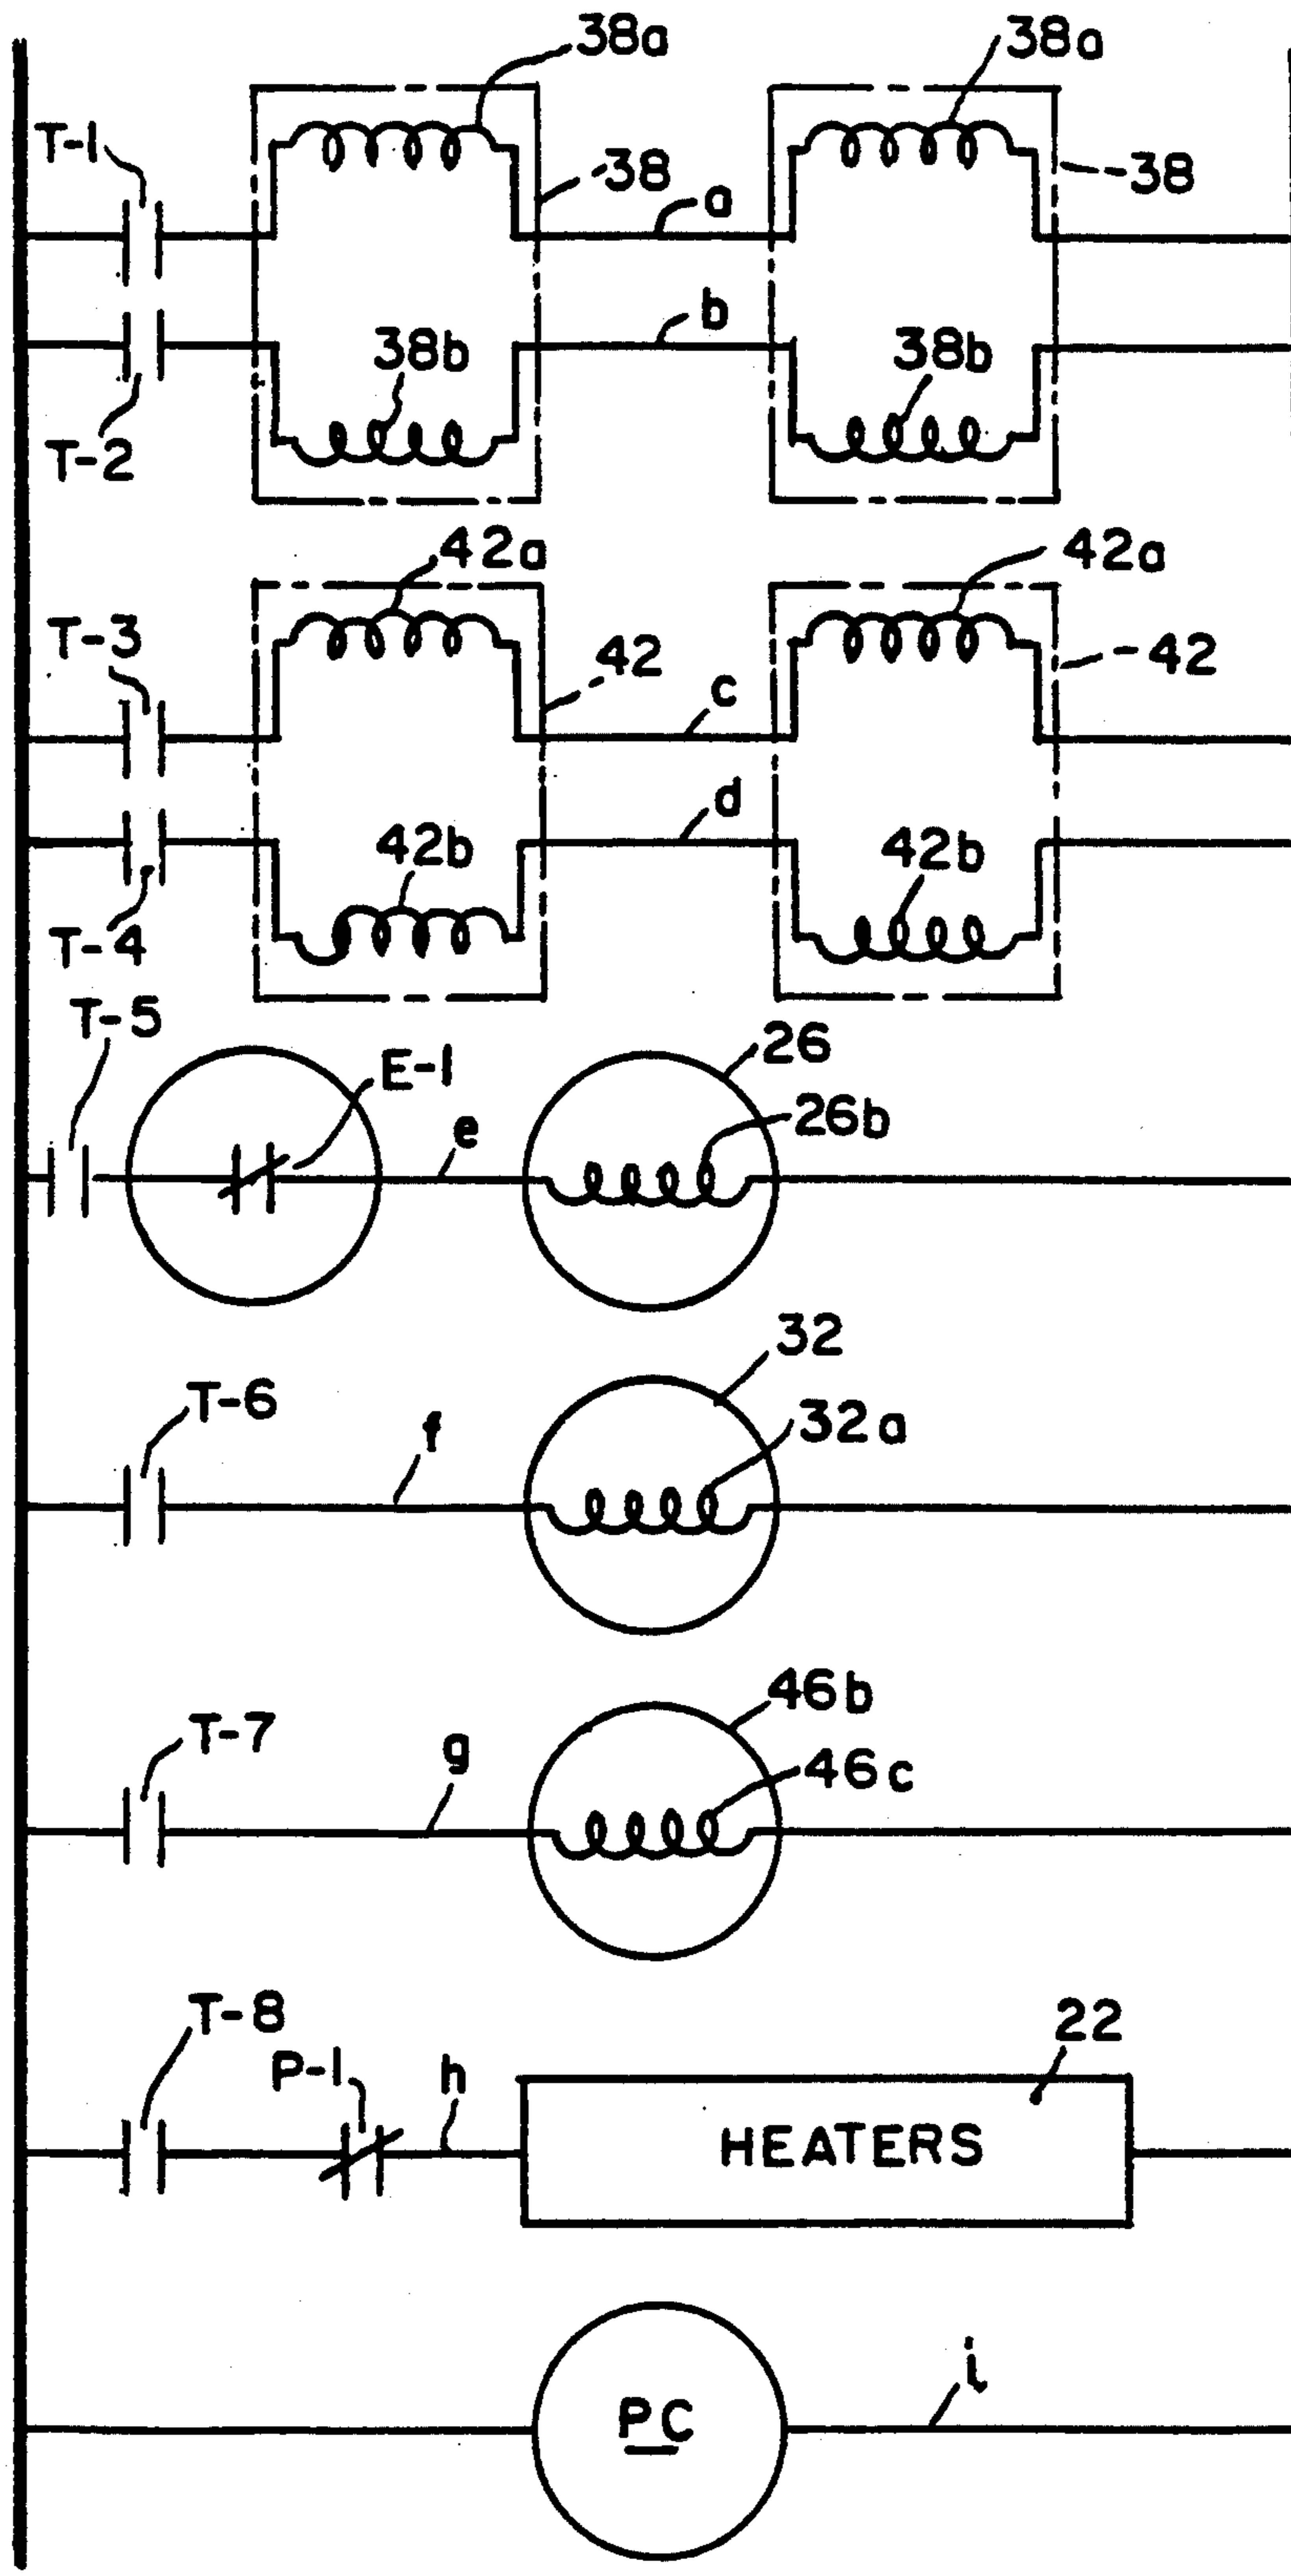 38a 38a
T-1 38 38
a
b
38b 38b
T-2
42a 42a
T-3 42 42
c
d
42b 42b
T-4
T-5
E-1 26
e 26b
32
T-6 f 32a
46b
T-7 g 46c
T-8 22
P-1 h
HEATERS
i
PC